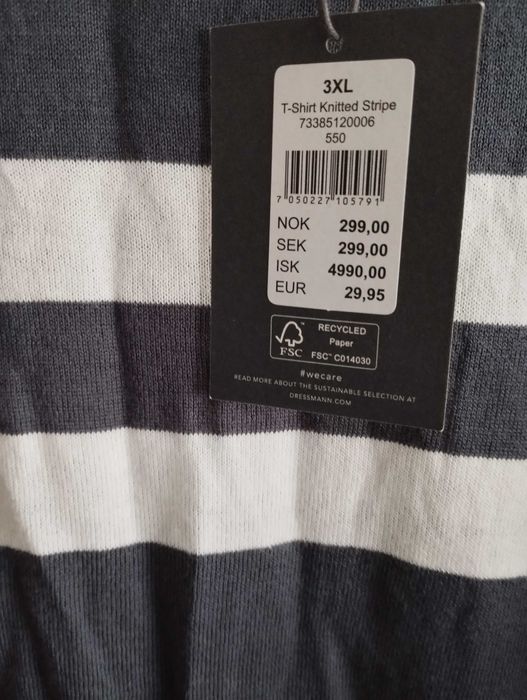 3XL
T-Shirt Knitted Stripe
73385120006
550
7 050227 105791
NOK 299,00
SEK 299,00
ISK 4990,00
EUR 29,95
FSC
RECYCLED
Paper
FSC™ C014030
#wecare
READ MORE ABOUT THE SUSTAINABLE SELECTION AT
DRESSMANN.COM